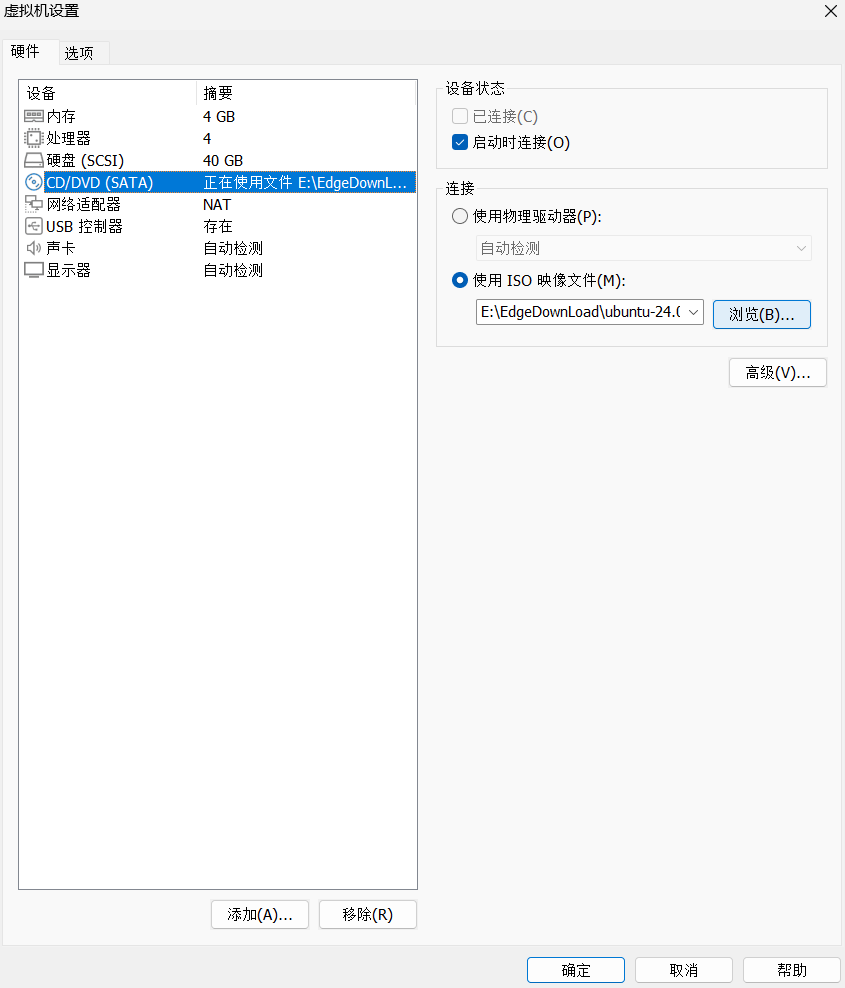 虚拟机设置
硬件 选项
设备 摘要
内存 4 GB
处理器 4
硬盘 (SCSI) 40 GB
CD/DVD (SATA) 正在使用文件 E:\EdgeDownL...
网络适配器 NAT
USB 控制器 存在
声卡 自动检测
显示器 自动检测
添加(A)... 移除(R)
设备状态
已连接(C)
启动时连接(O)
连接
使用物理驱动器(P):
自动检测
使用 ISO 映像文件(M):
E:\EdgeDownLoad\ubuntu-24.0 浏览(B)...
高级(V)...
确定 取消 帮助